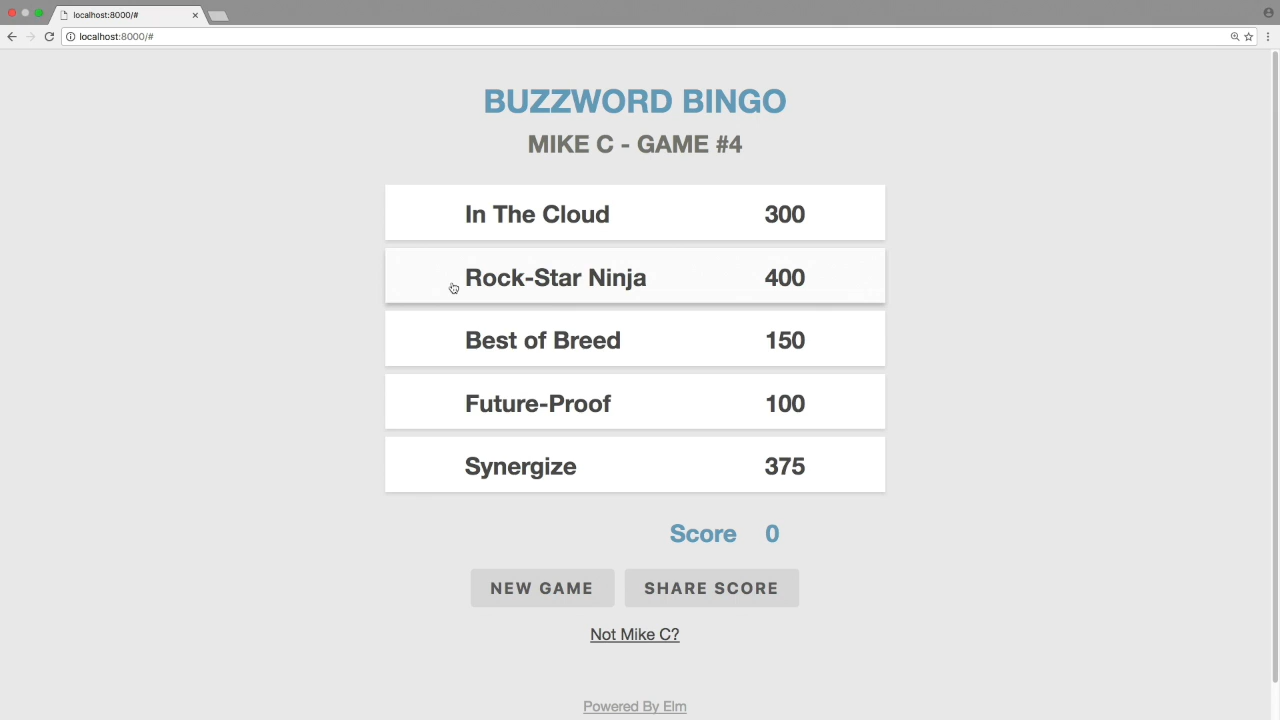 localhost:8000/#
localhost:8000/#
BUZZWORD BINGO
MIKE C - GAME #4
In The Cloud 300
Rock-Star Ninja 400
Best of Breed 150
Future-Proof 100
Synergize 375
Score 0
NEW GAME SHARE SCORE
Not Mike C?
Powered By Elm